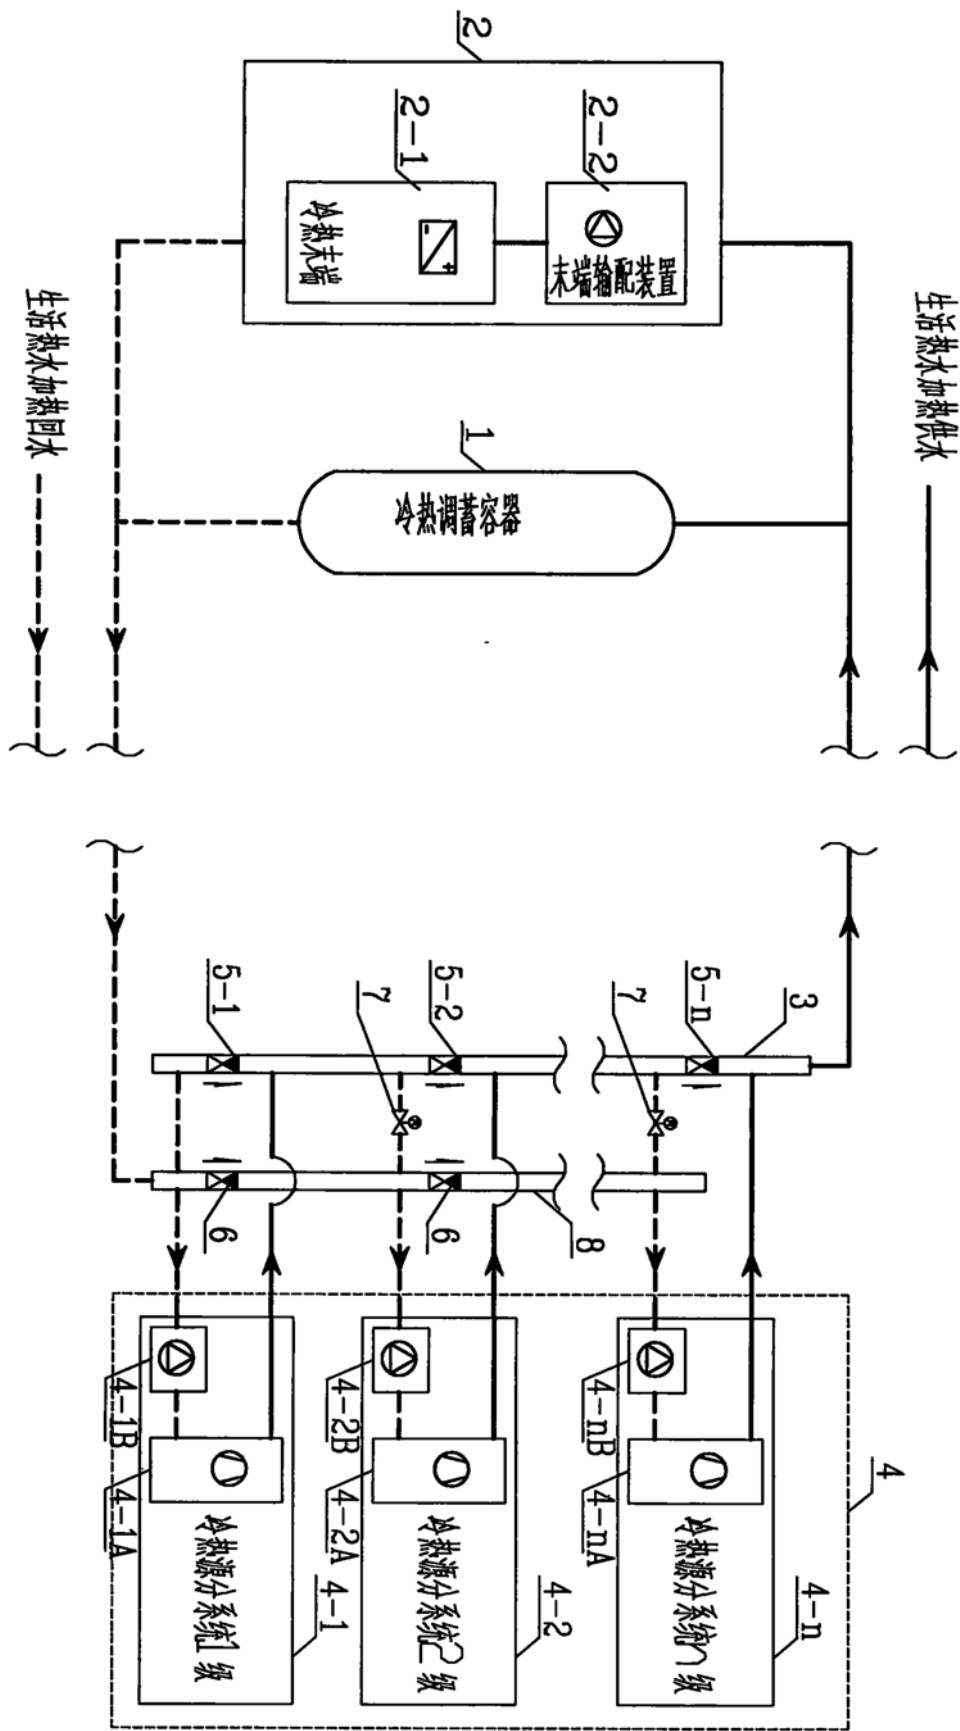 2
2-1
2-2
冷热末端
末端输配装置
生活热水加热回水
生活热水加热供水
1
冷热调蓄容器
5-1
7
5-2
7
5-n
3
6
6
8
4-1B
4-1A
4-2B
4-2A
4-nB
4-nA
4
冷热源分系统1级
4-1
冷热源分系统2级
4-2
冷热源分系统n级
4-n